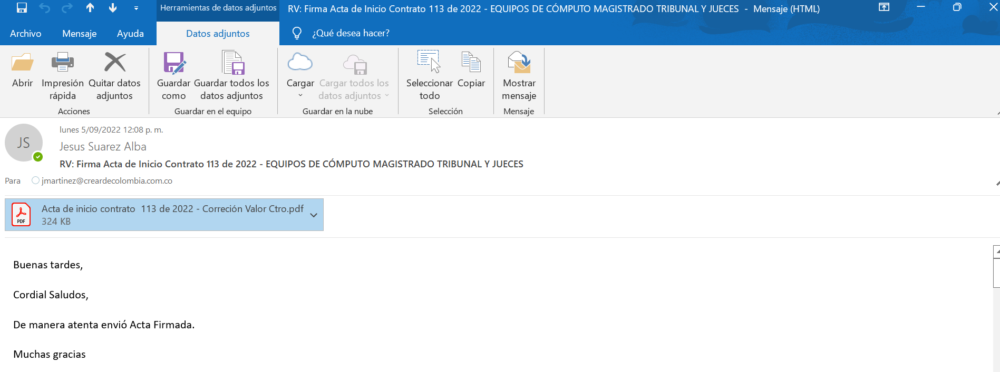 Herramientas de datos adjuntos
RV: Firma Acta de Inicio Contrato 113 de 2022 - EQUIPOS DE CÓMPUTO MAGISTRADO TRIBUNAL Y JUECES - Mensaje (HTML)
Archivo Mensaje Ayuda Datos adjuntos ¿Qué desea hacer?
Abrir
Impresión rápida
Quitar datos adjuntos
Acciones
Guardar como
Guardar todos los datos adjuntos
Guardar en el equipo
Cargar
Cargar todos los datos adjuntos
Guardar en la nube
Seleccionar todo
Copiar
Selección
Mostrar mensaje
Mensaje
JS
lunes 5/09/2022 12:08 p. m.
Jesus Suarez Alba
RV: Firma Acta de Inicio Contrato 113 de 2022 - EQUIPOS DE CÓMPUTO MAGISTRADO TRIBUNAL Y JUECES
Para jmartinez@creardecolombia.com.co
PDF
Acta de inicio contrato  113 de 2022 - Correción Valor Ctro.pdf
324 KB
Buenas tardes,
Cordial Saludos,
De manera atenta envió Acta Firmada.
Muchas gracias